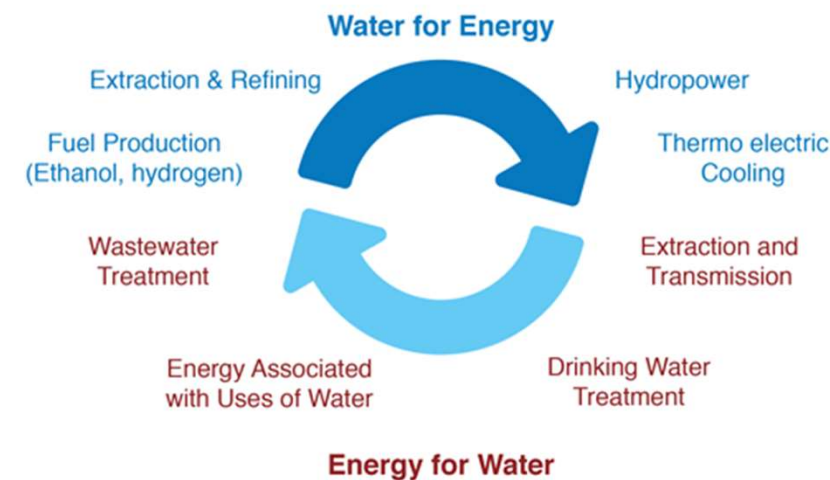 Water for Energy
Extraction & Refining
Hydropower
Fuel Production
(Ethanol, hydrogen)
Thermo electric
Cooling
Wastewater
Treatment
Extraction and
Transmission
Energy Associated
with Uses of Water
Drinking Water
Treatment
Energy for Water